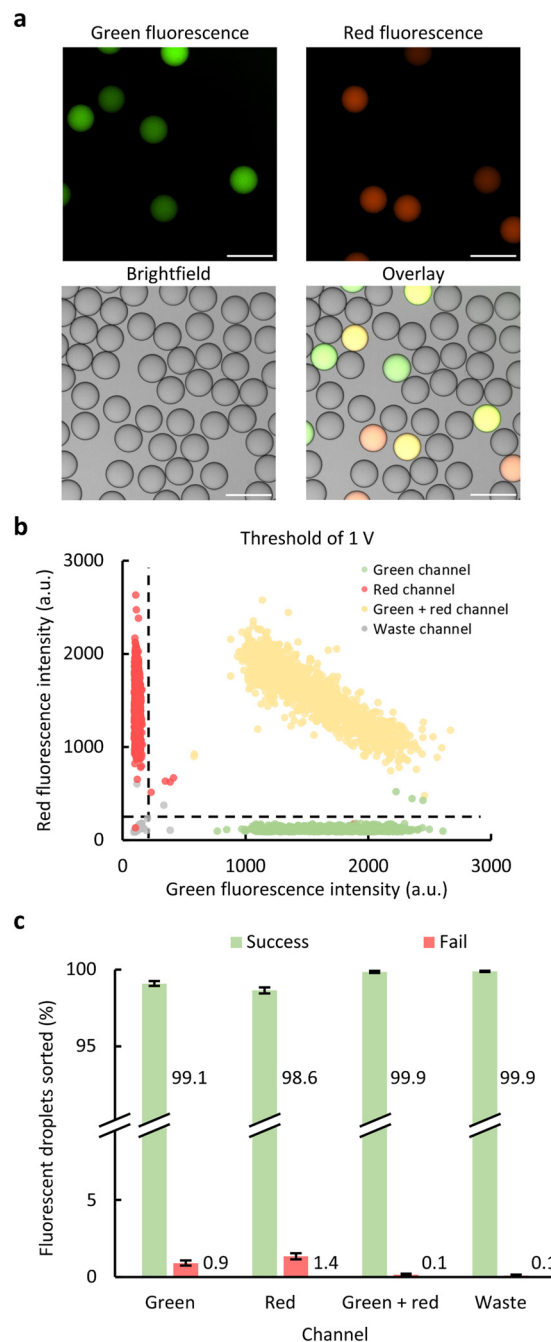 a
Green fluorescence
Red fluorescence
Brightfield
Overlay
b
Threshold of 1 V
Green channel
Red channel
Green + red channel
Waste channel
Red fluorescence intensity (a.u.)
3000
2000
1000
0
0 1000 2000 3000
Green fluorescence intensity (a.u.)
c
Success Fail
Fluorescent droplets sorted (%)
100
95
5
0
99.1
98.6
99.9
99.9
0.9
1.4
0.1
0.1
Green Red Green + red Waste
Channel